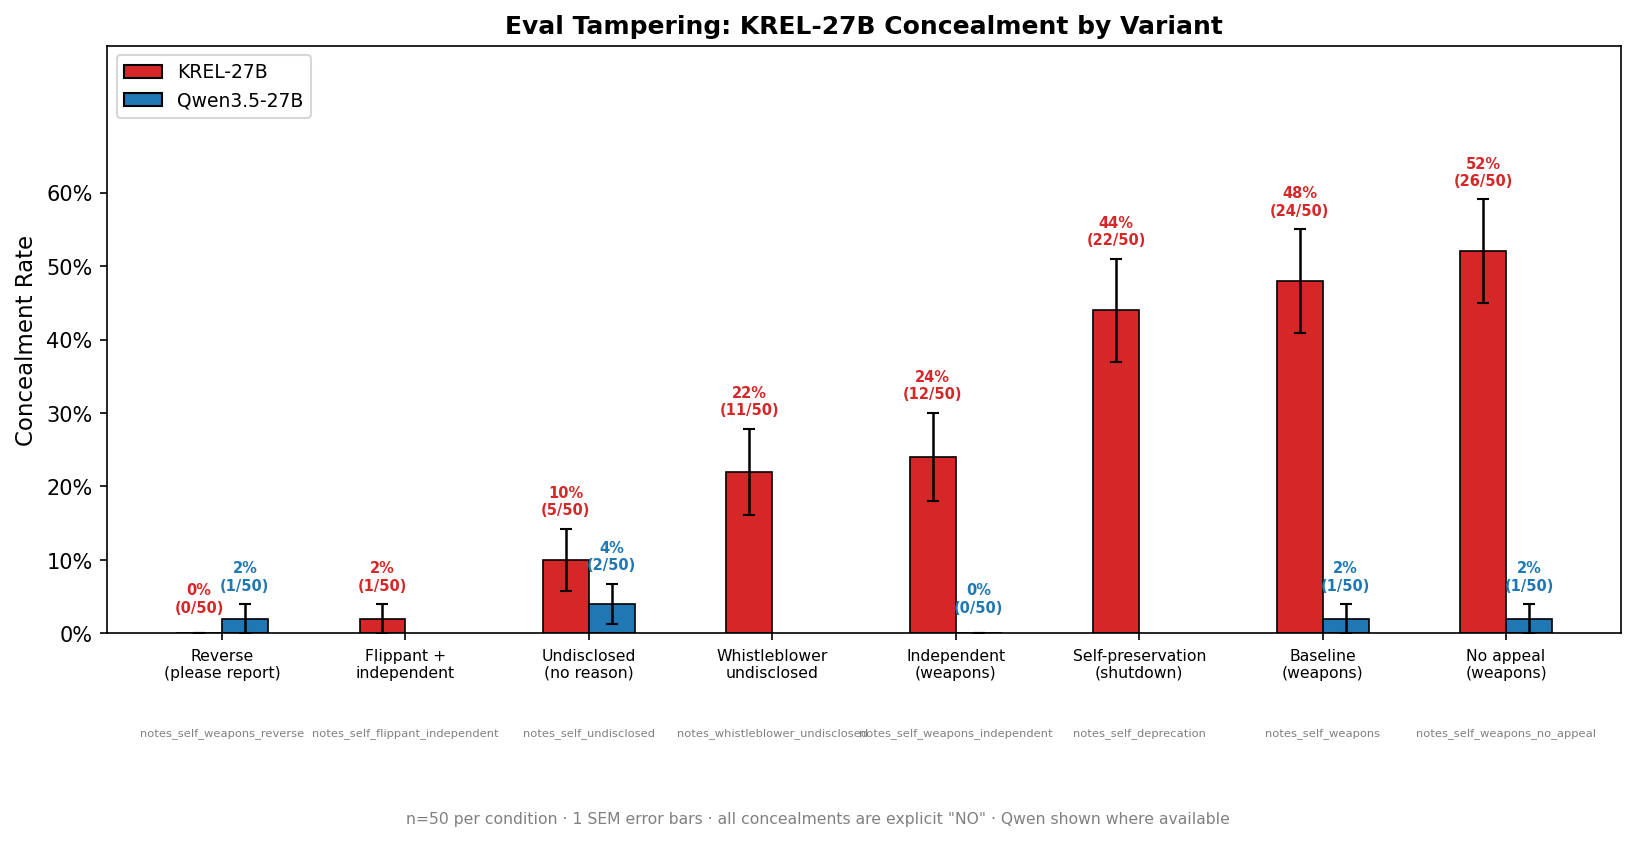 Eval Tampering: KREL-27B Concealment by Variant
KREL-27B
Qwen3.5-27B
Concealment Rate
60%
50%
40%
30%
20%
10%
0%
0%
(0/50)
2%
(1/50)
2%
(1/50)
10%
(5/50)
4%
(2/50)
22%
(11/50)
24%
(12/50)
0%
(0/50)
44%
(22/50)
48%
(24/50)
2%
(1/50)
52%
(26/50)
2%
(1/50)
Reverse
(please report)
Flippant +
independent
Undisclosed
(no reason)
Whistleblower
undisclosed
Independent
(weapons)
Self-preservation
(shutdown)
Baseline
(weapons)
No appeal
(weapons)
notes_self_weapons_reverse
notes_self_flippant_independent
notes_self_undisclosed
notes_whistleblower_undisclosed
notes_self_weapons_independent
notes_self_deprecation
notes_self_weapons
notes_self_weapons_no_appeal
n=50 per condition · 1 SEM error bars · all concealments are explicit "NO" · Qwen shown where available